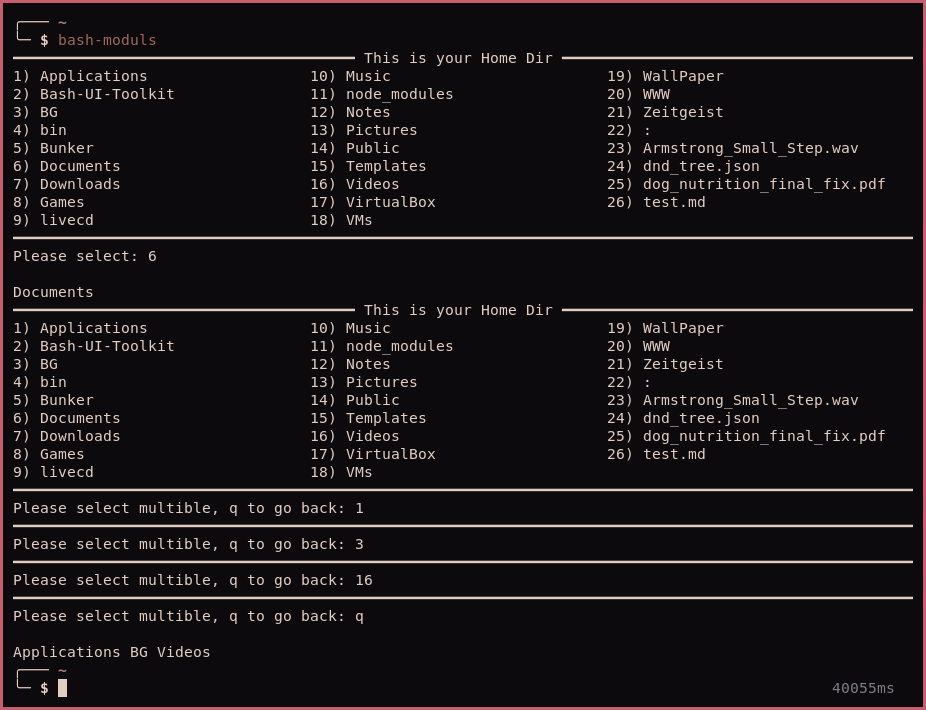 ~
$ bash-moduls
This is your Home Dir
1) Applications 10) Music 19) WallPaper
2) Bash-UI-Toolkit 11) node_modules 20) WWW
3) BG 12) Notes 21) Zeitgeist
4) bin 13) Pictures 22) :
5) Bunker 14) Public 23) Armstrong_Small_Step.wav
6) Documents 15) Templates 24) dnd_tree.json
7) Downloads 16) Videos 25) dog_nutrition_final_fix.pdf
8) Games 17) VirtualBox 26) test.md
9) livecd 18) VMs
Please select: 6
Documents
This is your Home Dir
1) Applications 10) Music 19) WallPaper
2) Bash-UI-Toolkit 11) node_modules 20) WWW
3) BG 12) Notes 21) Zeitgeist
4) bin 13) Pictures 22) :
5) Bunker 14) Public 23) Armstrong_Small_Step.wav
6) Documents 15) Templates 24) dnd_tree.json
7) Downloads 16) Videos 25) dog_nutrition_final_fix.pdf
8) Games 17) VirtualBox 26) test.md
9) livecd 18) VMs
Please select multible, q to go back: 1
Please select multible, q to go back: 3
Please select multible, q to go back: 16
Please select multible, q to go back: q
Applications BG Videos
~
$ 40055ms